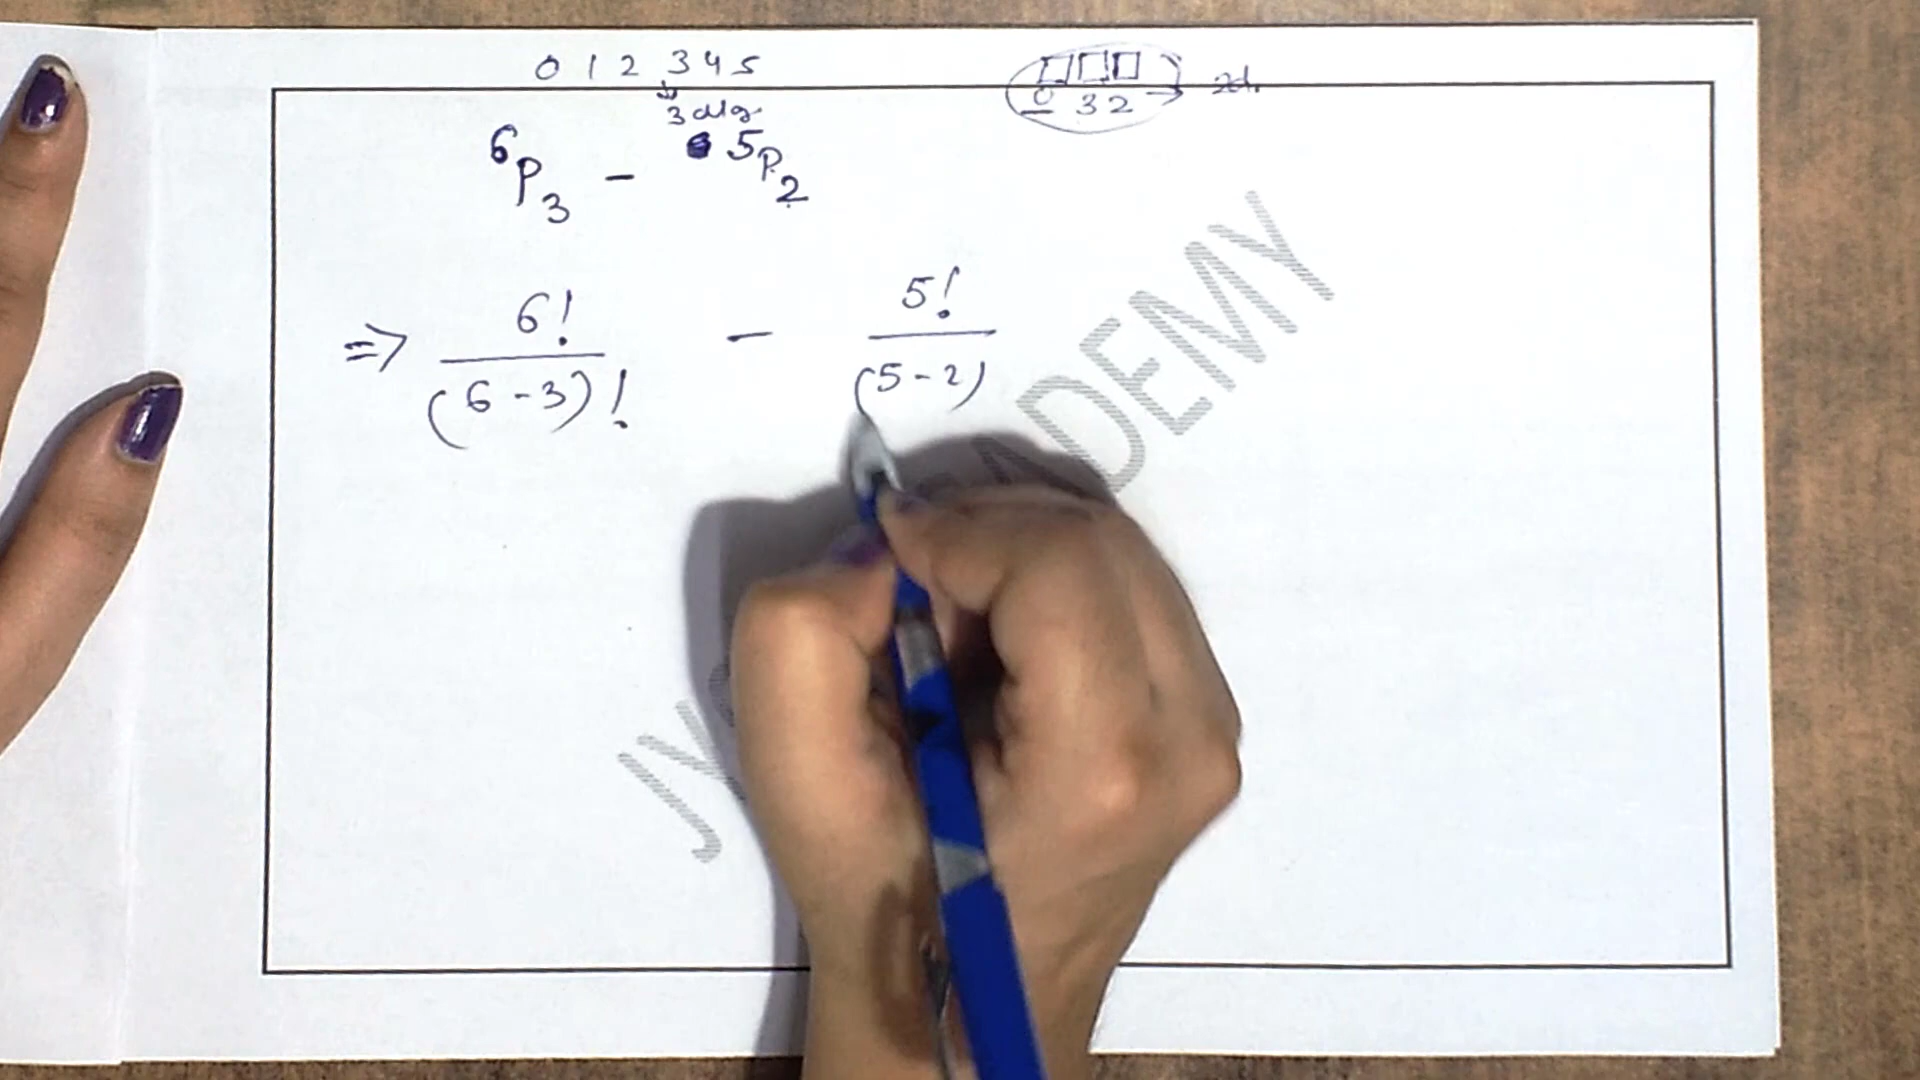 0 1 2 3 4 5
3 dig
0 3 2
⁶P₃ - ⁵P₂
⇒ 6! / (6-3)! - 5! / (5-2)
ADEMY